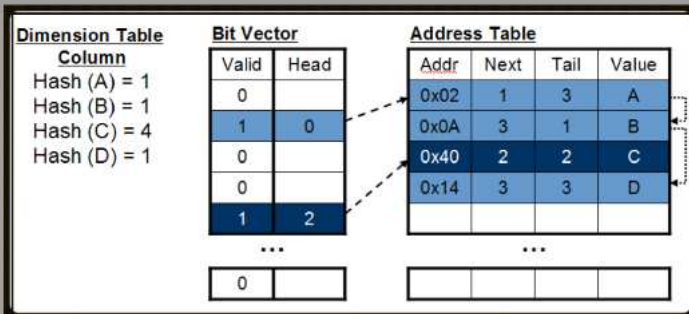 Dimension Table
Column
Hash (A) = 1
Hash (B) = 1
Hash (C) = 4
Hash (D) = 1
Bit Vector
Valid Head
0
1 0
0
0
1 2
...
0
Address Table
Addr Next Tail Value
0x02 1 3 A
0x0A 3 1 B
0x40 2 2 C
0x14 3 3 D
...